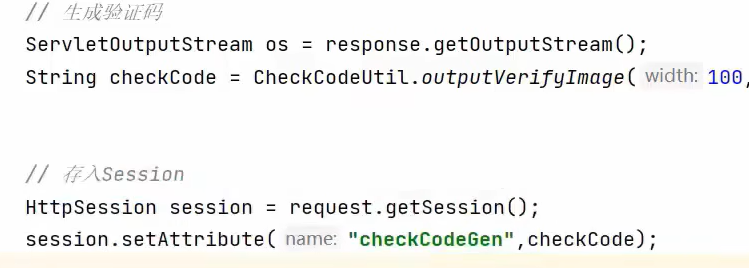 // 生成验证码
ServletOutputStream os = response.getOutputStream();
String checkCode = CheckCodeUtil.outputVerifyImage( width: 100,
// 存入Session
HttpSession session = request.getSession();
session.setAttribute( name: "checkCodeGen",checkCode);